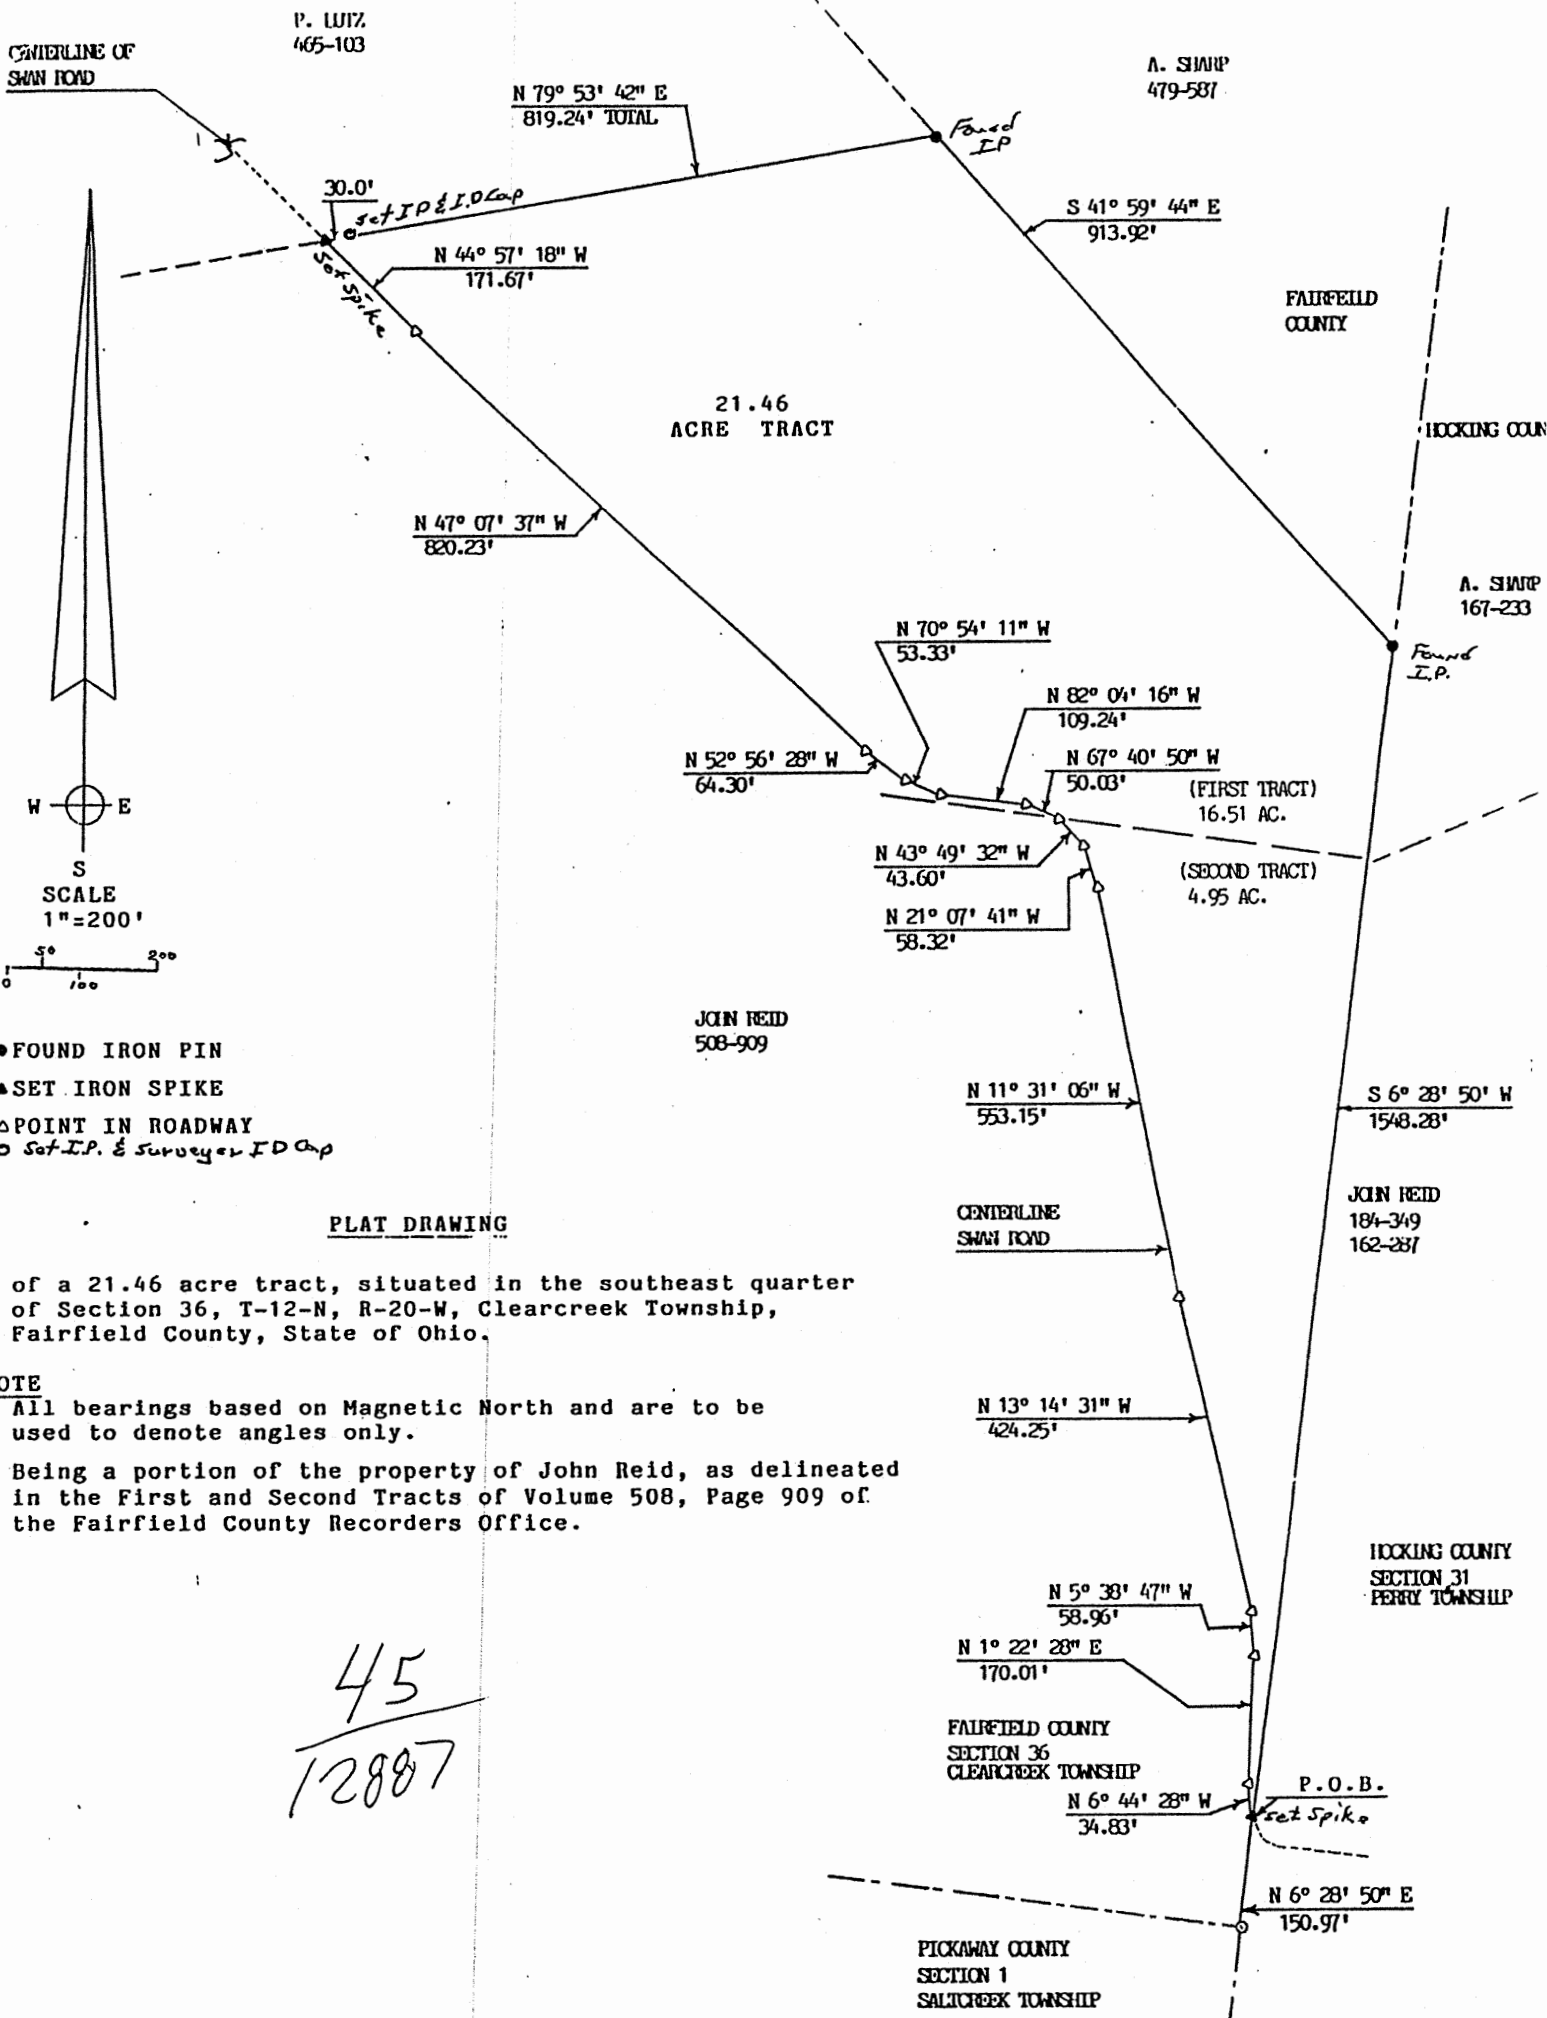 P. LUTZ
465-103
CENTERLINE OF
SWAN ROAD
A. SHARP
479-587
N 79° 53' 42" E
819.24' TOTAL
Found
IP
30.0'
set IP & I.D Cap
S 41° 59' 44" E
913.92'
N 44° 57' 18" W
171.67'
Set Spike
FAIRFEILD
COUNTY
21.46
ACRE TRACT
HOCKING COUN
N 47° 07' 37" W
820.23'
A. SHARP
167-233
N 70° 54' 11" W
53.33'
Found
I.P.
N 82° 04' 16" W
109.24'
N 52° 56' 28" W
64.30'
N 67° 40' 50" W
50.03'
(FIRST TRACT)
16.51 AC.
W E
S
SCALE
1"=200'
0 50 100 200
N 43° 49' 32" W
43.60'
(SECOND TRACT)
4.95 AC.
N 21° 07' 41" W
58.32'
JOHN REID
508-909
FOUND IRON PIN
SET IRON SPIKE
POINT IN ROADWAY
Set I.P. & Surveyer ID Cap
N 11° 31' 06" W
553.15'
S 6° 28' 50" W
1548.28'
CENTERLINE
SWAN ROAD
JOHN REID
184-349
162-287
PLAT DRAWING
of a 21.46 acre tract, situated in the southeast quarter
of Section 36, T-12-N, R-20-W, Clearcreek Township,
Fairfield County, State of Ohio.
OTE
All bearings based on Magnetic North and are to be
used to denote angles only.
Being a portion of the property of John Reid, as delineated
in the First and Second Tracts of Volume 508, Page 909 of
the Fairfield County Recorders Office.
N 13° 14' 31" W
424.25'
HOCKING COUNTY
SECTION 31
PERRY TOWNSHIP
N 5° 38' 47" W
58.96'
N 1° 22' 28" E
170.01'
45
12887
FAIRFIELD COUNTY
SECTION 36
CLEARCREEK TOWNSHIP
N 6° 44' 28" W
34.83'
P.O.B.
set spike
N 6° 28' 50" E
150.97'
PICKAWAY COUNTY
SECTION 1
SALTCREEK TOWNSHIP